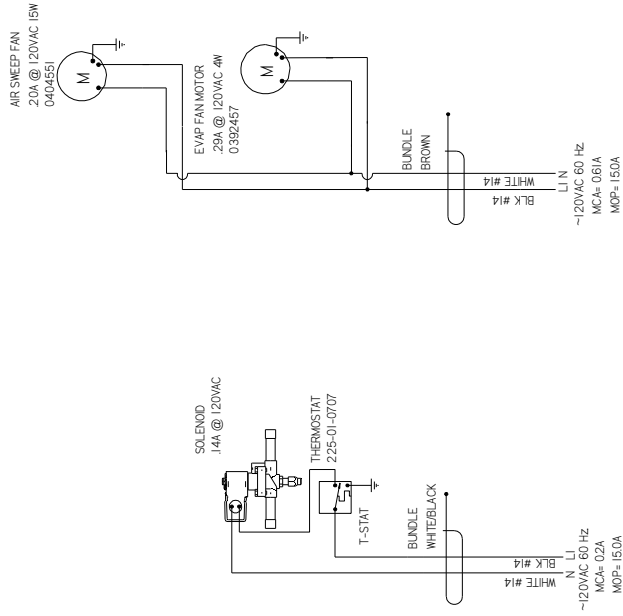 AIR SWEEP FAN
.20A @ 120VAC 15W
0404551
M
EVAP FAN MOTOR
.29A @ 120VAC 4W
0392457
M
BUNDLE
BROWN
WHITE #14
BLK #14
L1 N
~120VAC 60 Hz
MCA= 0.61A
MOP= 15.0A
SOLENOID
.14A @ 120VAC
THERMOSTAT
225-01-0707
T-STAT
BUNDLE
WHITE/BLACK
BLK #14
WHITE #14
N L1
~120VAC 60 Hz
MCA= 0.2A
MOP= 15.0A